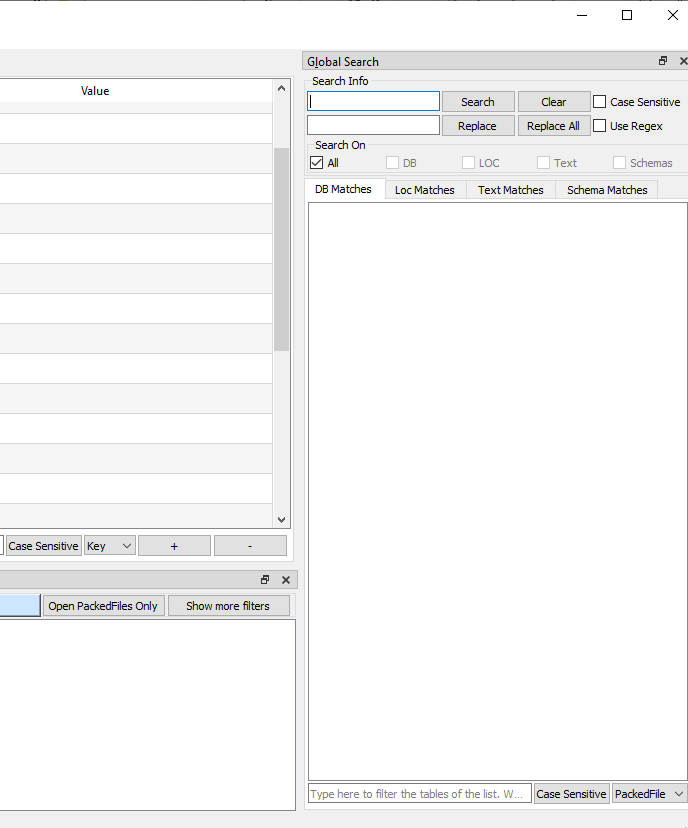 Global Search
Value
Search Info
Search Clear Case Sensitive
Replace Replace All Use Regex
Search On
All DB LOC Text Schemas
DB Matches Loc Matches Text Matches Schema Matches
Case Sensitive Key + -
Open PackedFiles Only Show more filters
Type here to filter the tables of the list. W... Case Sensitive PackedFile